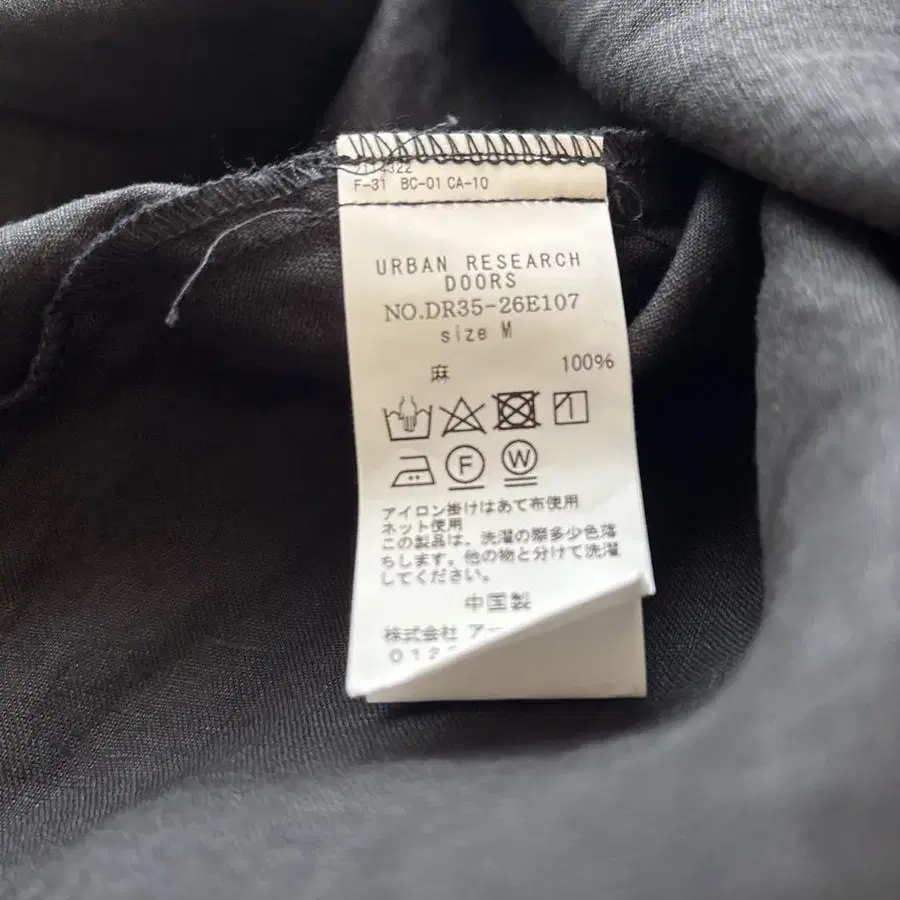 F-31 BC-01 CA-10
URBAN RESEARCH
DOORS
NO.DR35-26E107
size M
麻 100%
F W
アイロン掛けはあて布使用
ネット使用
この製品は、洗濯の際多少色落
ちします。他の物と分けて洗濯
してください。
中国製
株式会社 アー